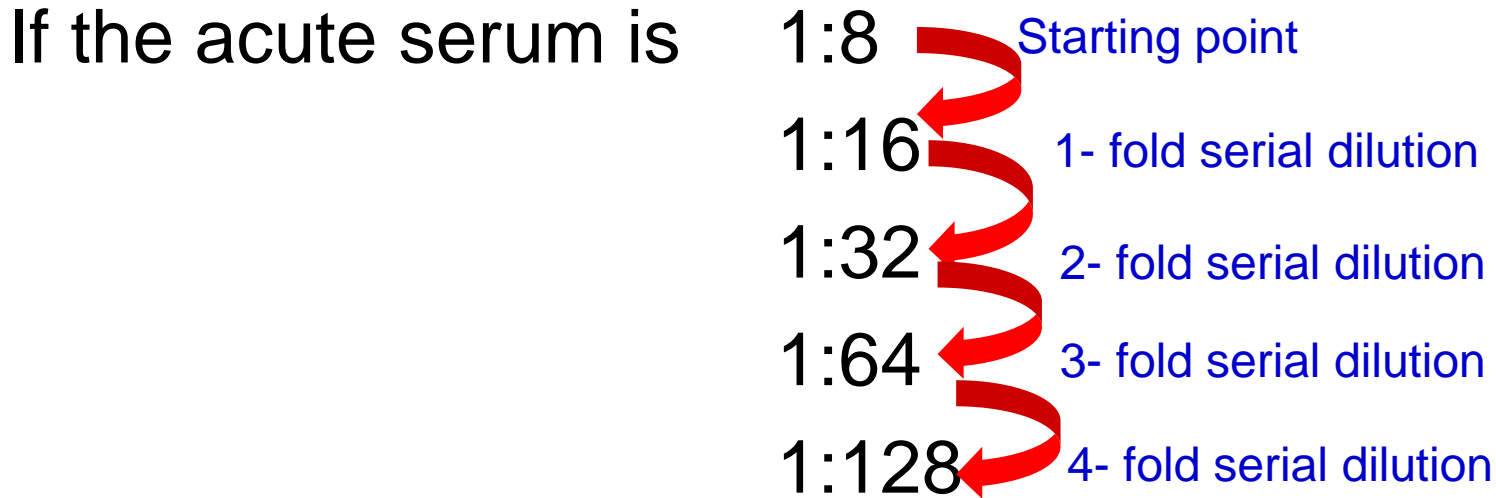 If the acute serum is 1:8 Starting point
1:16 1- fold serial dilution
1:32 2- fold serial dilution
1:64 3- fold serial dilution
1:128 4- fold serial dilution